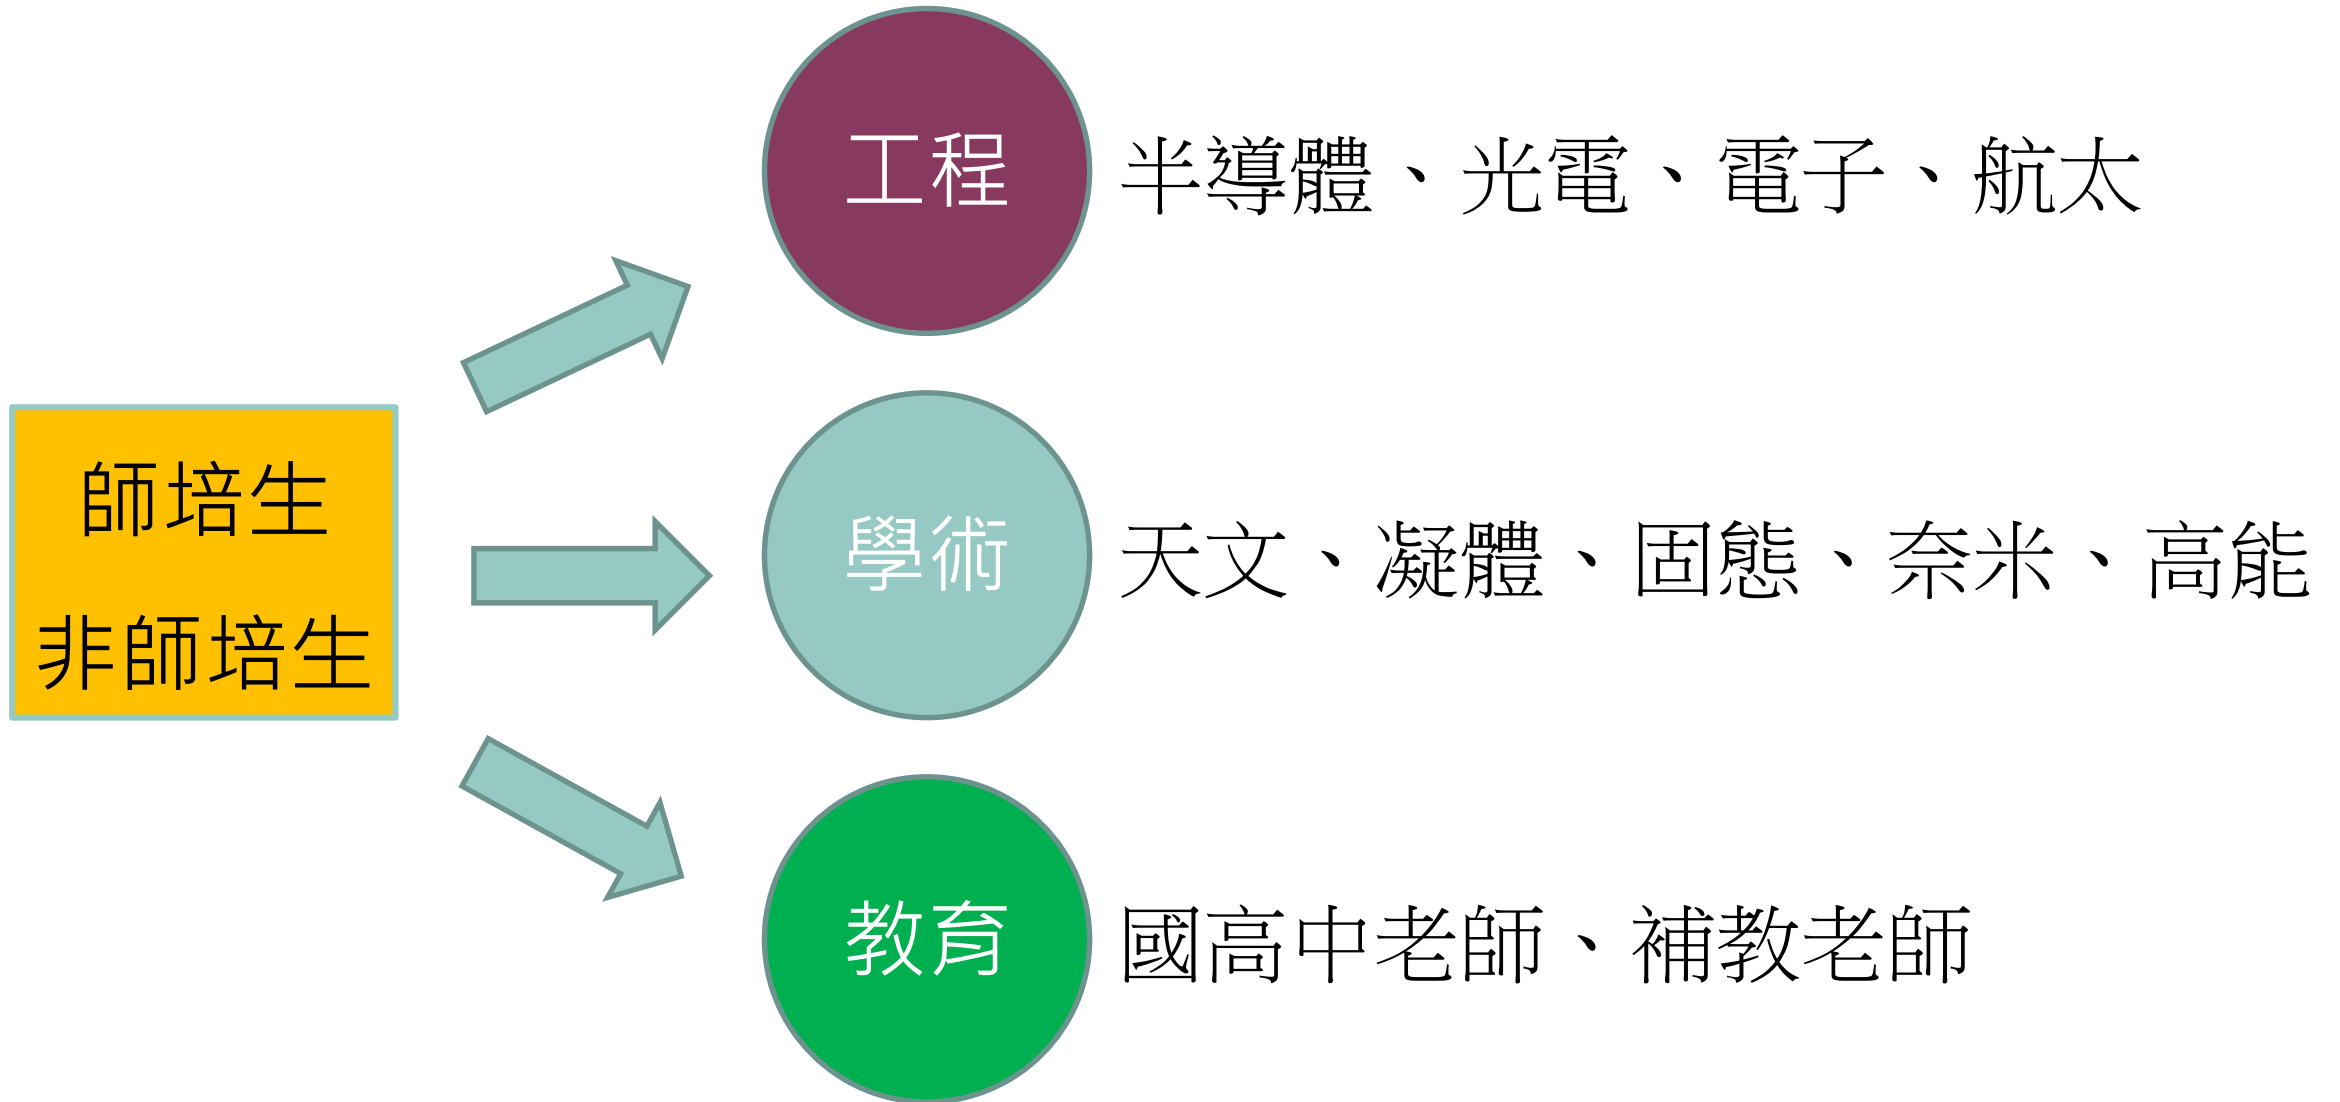 工程
半導體、光電、電子、航太
師培生
非師培生
學術
天文、凝體、固態、奈米、高能
教育
國高中老師、補教老師